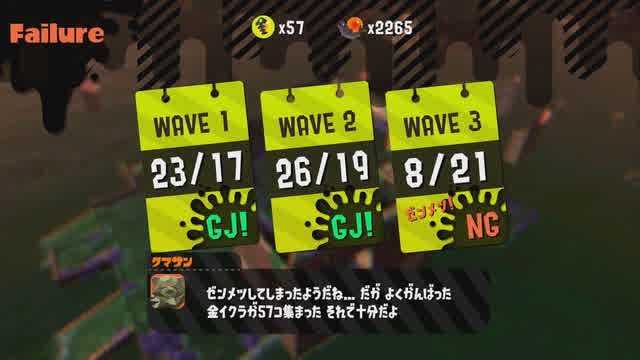 Failure
x57 x2265
WAVE 1 WAVE 2 WAVE 3
23/17 26/19 8/21
ゼンメツ!
GJ! GJ! NG
クマサン
ゼンメツしてしまったようだね... だが よくがんばった
金イクラが57コ集まった それで十分だよ